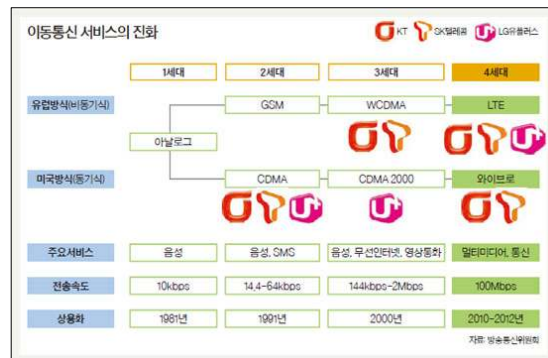 이동통신 서비스의 진화
KT SK텔레콤 U+ LG유플러스
1세대 2세대 3세대 4세대
유럽방식(비동기식) GSM WCDMA LTE
아날로그
U+
미국방식(동기식) CDMA CDMA 2000 와이브로
U+ U+
주요서비스 음성 음성, SMS 음성, 무선인터넷, 영상통화 멀티미디어, 통신
전송속도 10kbps 14,4-64kbps 144kbps-2Mbps 100Mbps
상용화 1981년 1991년 2000년 2010-2012년
자료: 방송통신위원회